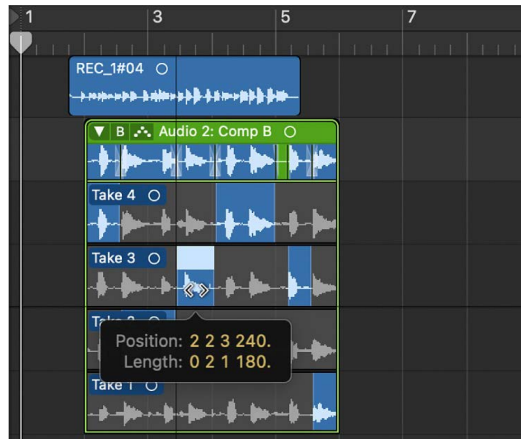 1 3 5 7
REC_1#04
B Audio 2: Comp B
Take 4
Take 3
Position: 2 2 3 240.
Length: 0 2 1 180.
Take 1